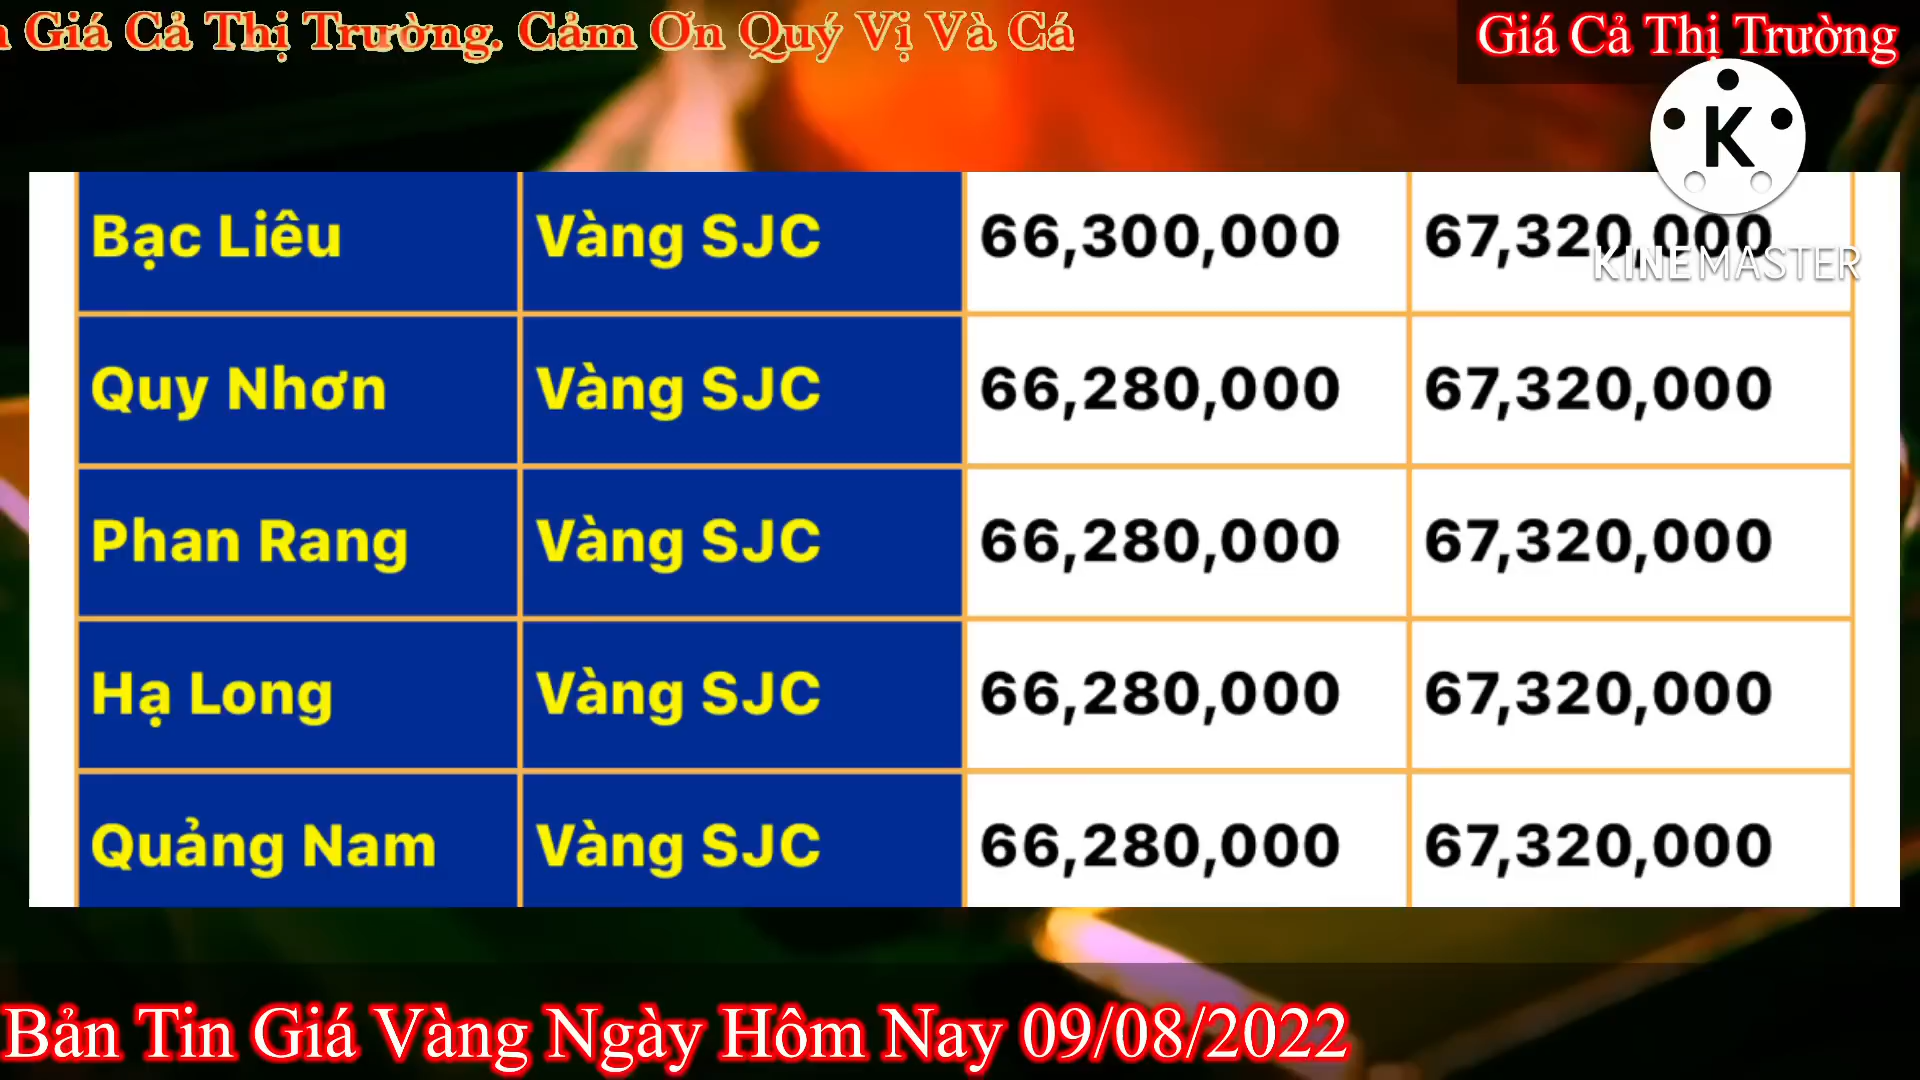 Giá Cả Thị Trường. Cảm Ơn Quý Vị Và Cá
Giá Cả Thị Trường
K
KINEMASTER
Bạc Liêu Vàng SJC 66,300,000 67,320,000
Quy Nhơn Vàng SJC 66,280,000 67,320,000
Phan Rang Vàng SJC 66,280,000 67,320,000
Hạ Long Vàng SJC 66,280,000 67,320,000
Quảng Nam Vàng SJC 66,280,000 67,320,000
Bản Tin Giá Vàng Ngày Hôm Nay 09/08/2022